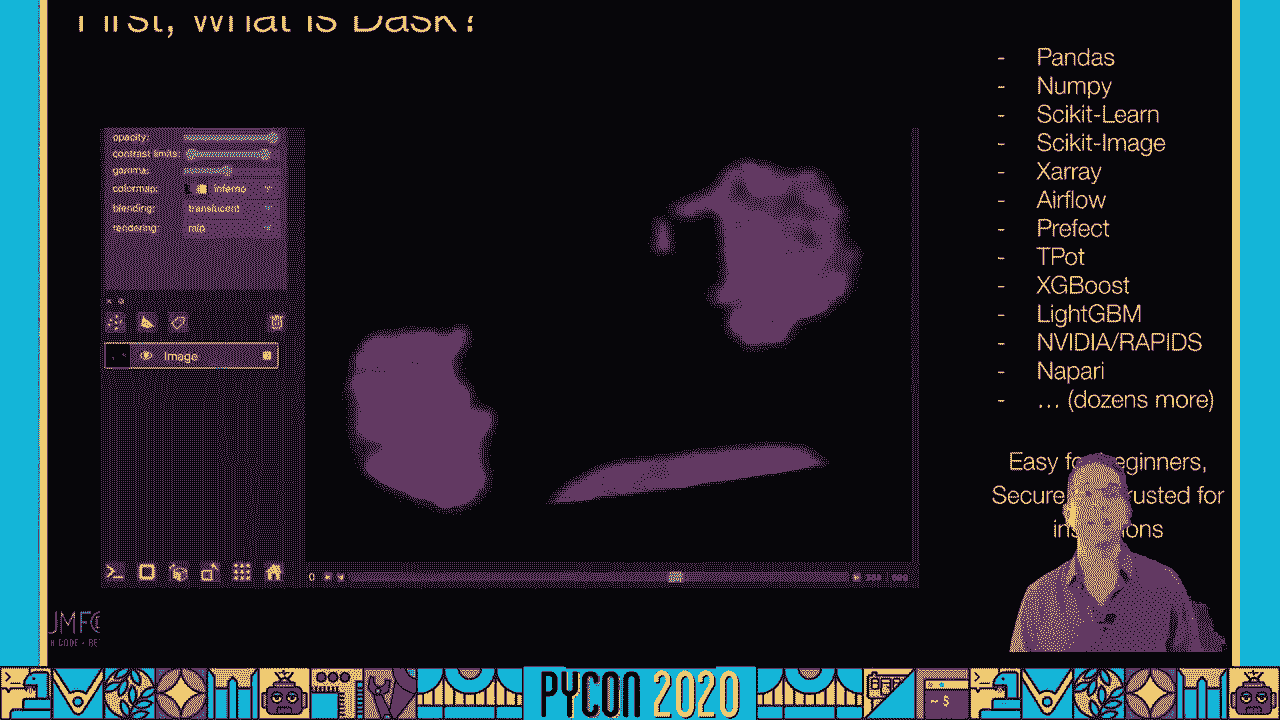 First, what is Dask?
- Pandas
- Numpy
- Scikit-Learn
- Scikit-Image
- Xarray
- Airflow
- Prefect
- TPot
- XGBoost
- LightGBM
- NVIDIA/RAPIDS
- Napari
- ... (dozens more)
Easy beginners,
Secure, trusted for
opacity:
contrast limits:
gamma:
colormap: inferno
blending: translucent
rendering: mip
Image
0
PYCON 2020
~ $